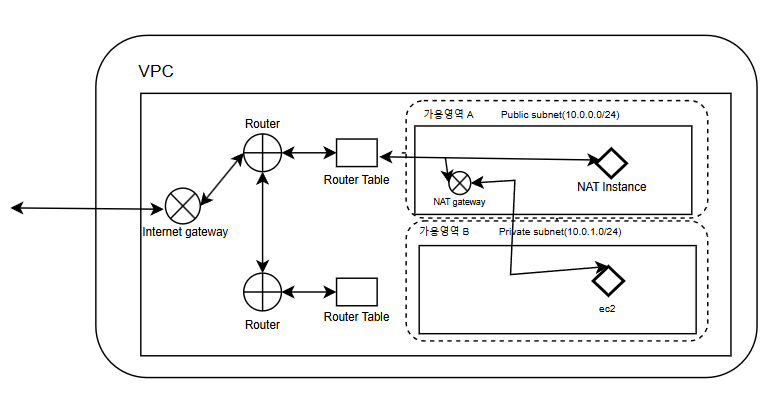 VPC
가용영역 A
Public subnet(10.0.0.0/24)
Router
Router Table
NAT Instance
NAT gateway
Internet gateway
가용영역 B
Private subnet(10.0.1.0/24)
Router
Router Table
ec2